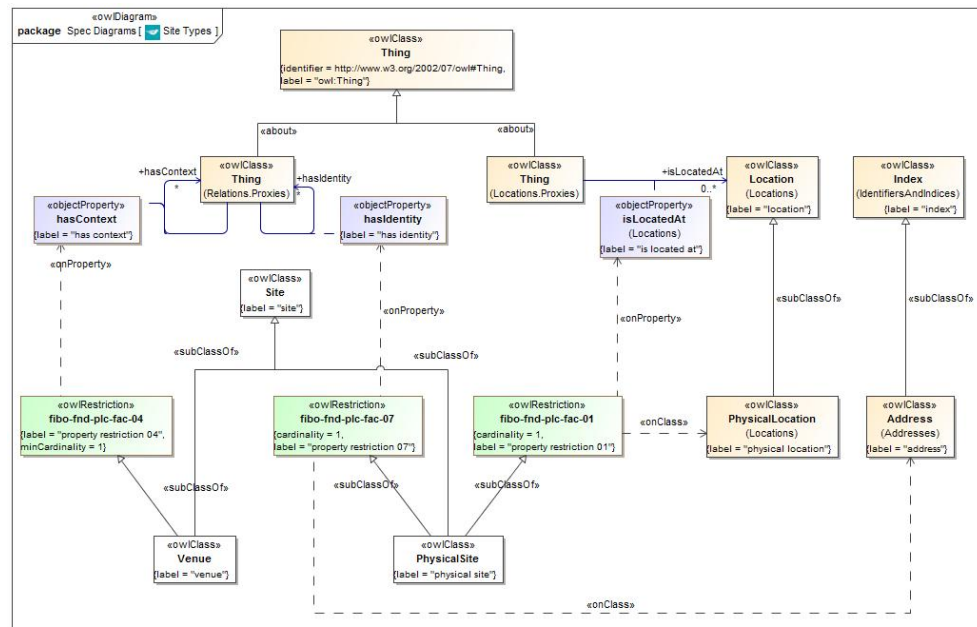 «owlDiagram»
package Spec Diagrams [ Site Types ]
«owlClass»
Thing
{identifier = http://www.w3.org/2002/07/owl#Thing,
label = "owl:Thing"}
«about»
«about»
«owlClass»
Thing
(Relations.Proxies)
+hasContext
*
+hasIdentity
*
«owlClass»
Thing
(Locations.Proxies)
+isLocatedAt
0..*
«owlClass»
Location
(Locations)
{label = "location"}
«owlClass»
Index
(IdentifiersAndIndices)
{label = "index"}
«objectProperty»
hasContext
{label = "has context"}
«objectProperty»
hasIdentity
{label = "has identity"}
«objectProperty»
isLocatedAt
(Locations)
{label = "is located at"}
«onProperty»
«owlClass»
Site
{label = "site"}
«onProperty»
«onProperty»
«subClassOf»
«subClassOf»
«subClassOf»
«subClassOf»
«owlRestriction»
fibo-fnd-plc-fac-04
{label = "property restriction 04",
minCardinality = 1}
«owlRestriction»
fibo-fnd-plc-fac-07
{cardinality = 1,
label = "property restriction 07"}
«owlRestriction»
fibo-fnd-plc-fac-01
{cardinality = 1,
label = "property restriction 01"}
«onClass»
«owlClass»
PhysicalLocation
(Locations)
{label = "physical location"}
«owlClass»
Address
(Addresses)
{label = "address"}
«subClassOf»
«subClassOf»
«subClassOf»
«owlClass»
Venue
{label = "venue"}
«owlClass»
PhysicalSite
{label = "physical site"}
«onClass»